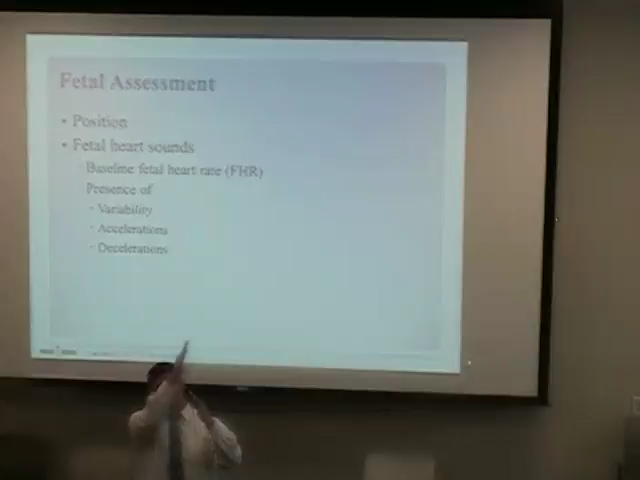 Fetal Assessment
• Position
• Fetal heart sounds
Baseline fetal heart rate (FHR)
Presence of
• Variability
• Accelerations
• Decelerations